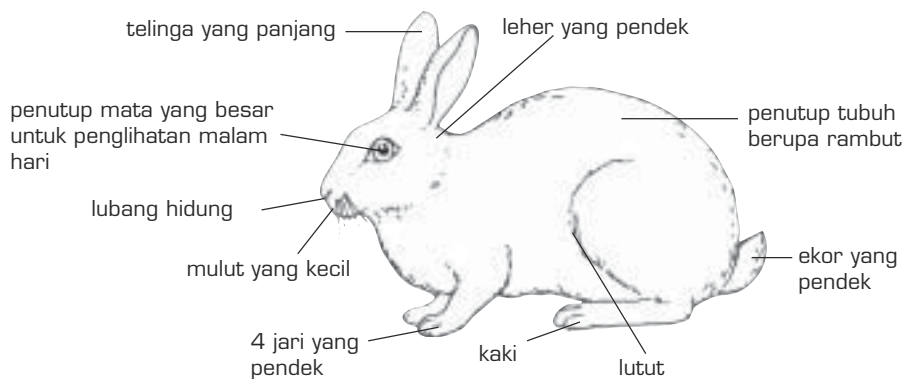 telinga yang panjang
leher yang pendek
penutup mata yang besar
untuk penglihatan malam
hari
penutup tubuh
berupa rambut
lubang hidung
mulut yang kecil
ekor yang
pendek
4 jari yang
pendek
kaki
lutut